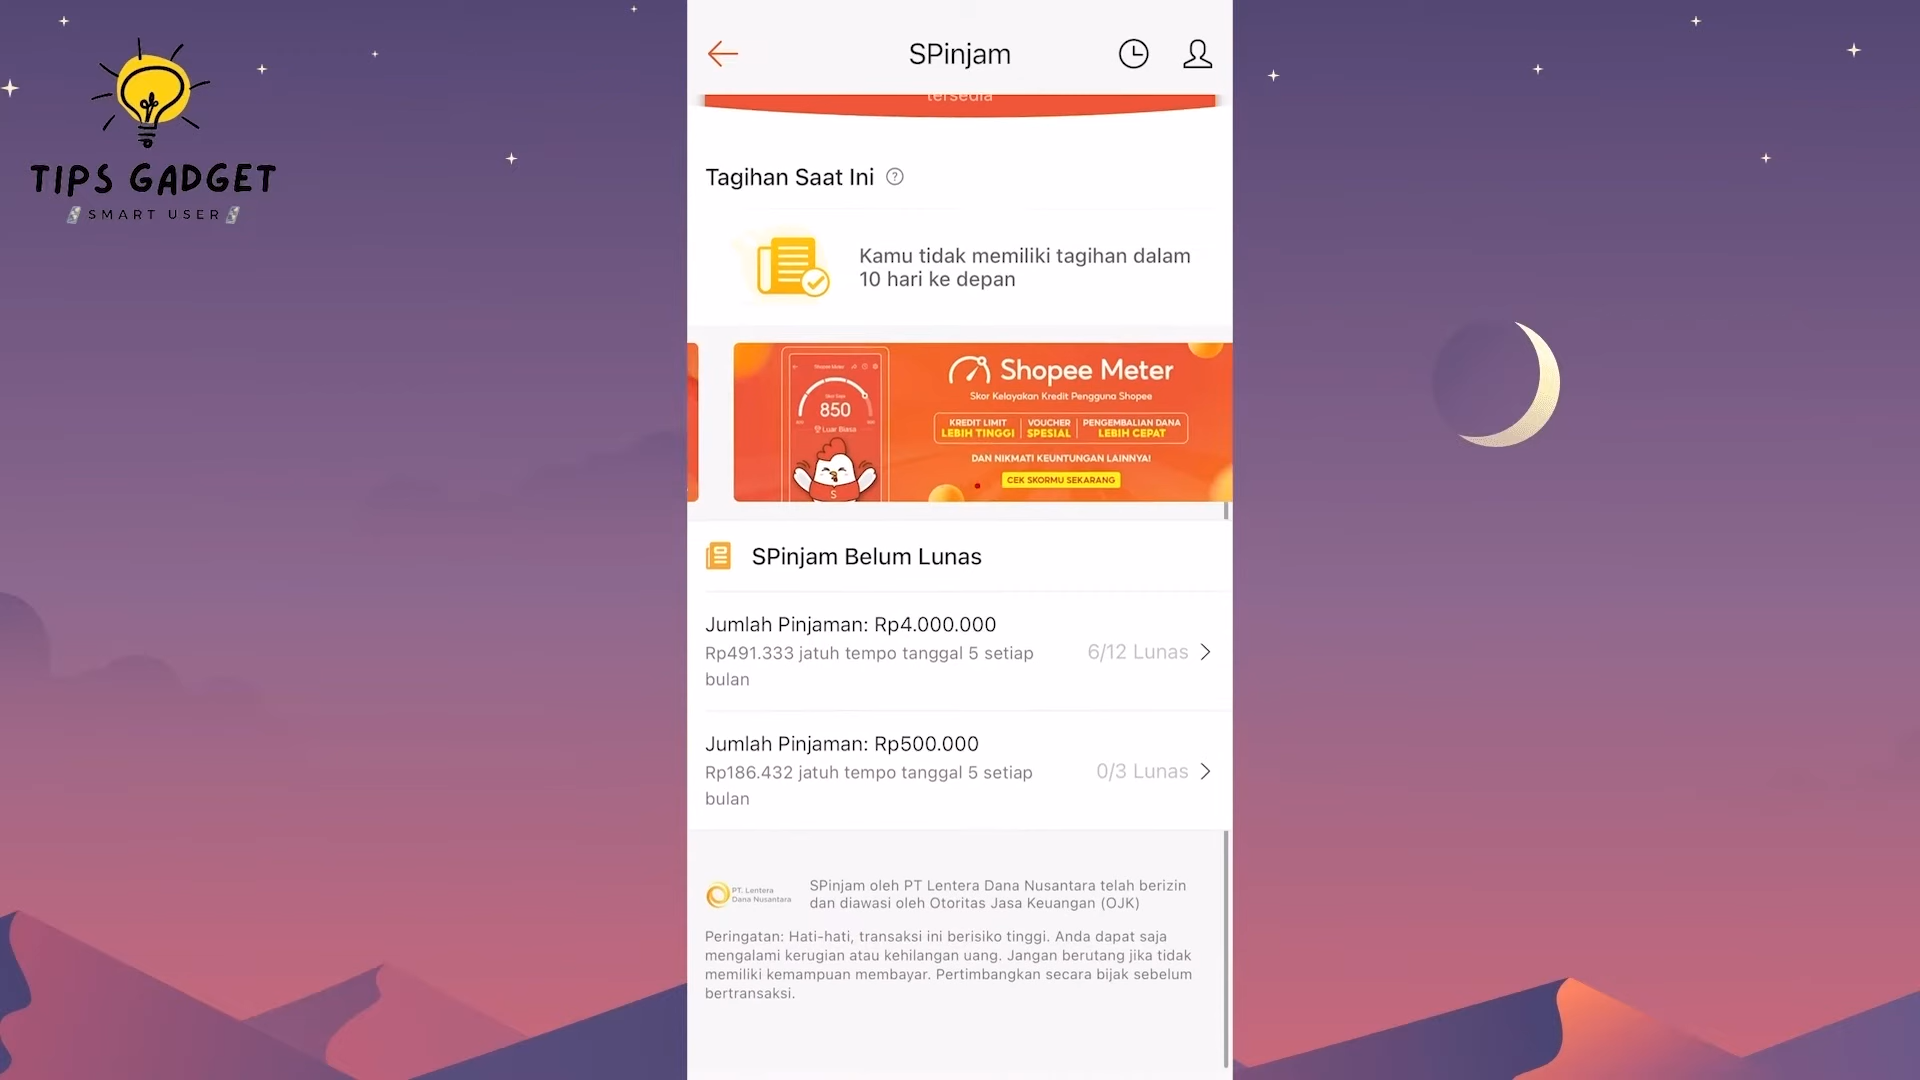 TIPS GADGET
SMART USER
SPinjam
tersedia
Tagihan Saat Ini
Kamu tidak memiliki tagihan dalam
10 hari ke depan
Shopee Meter
850
Luar Biasa
Shopee Meter
Skor Kelayakan Kredit Pengguna Shopee
KREDIT LIMIT
LEBIH TINGGI
VOUCHER
SPESIAL
PENGEMBALIAN DANA
LEBIH CEPAT
DAN NIKMATI KEUNTUNGAN LAINNYA!
CEK SKORMU SEKARANG
S
SPinjam Belum Lunas
Jumlah Pinjaman: Rp4.000.000
Rp491.333 jatuh tempo tanggal 5 setiap
bulan
6/12 Lunas
Jumlah Pinjaman: Rp500.000
Rp186.432 jatuh tempo tanggal 5 setiap
bulan
0/3 Lunas
PT. Lentera
Dana Nusantara
SPinjam oleh PT Lentera Dana Nusantara telah berizin
dan diawasi oleh Otoritas Jasa Keuangan (OJK)
Peringatan: Hati-hati, transaksi ini berisiko tinggi. Anda dapat saja
mengalami kerugian atau kehilangan uang. Jangan berutang jika tidak
memiliki kemampuan membayar. Pertimbangkan secara bijak sebelum
bertransaksi.